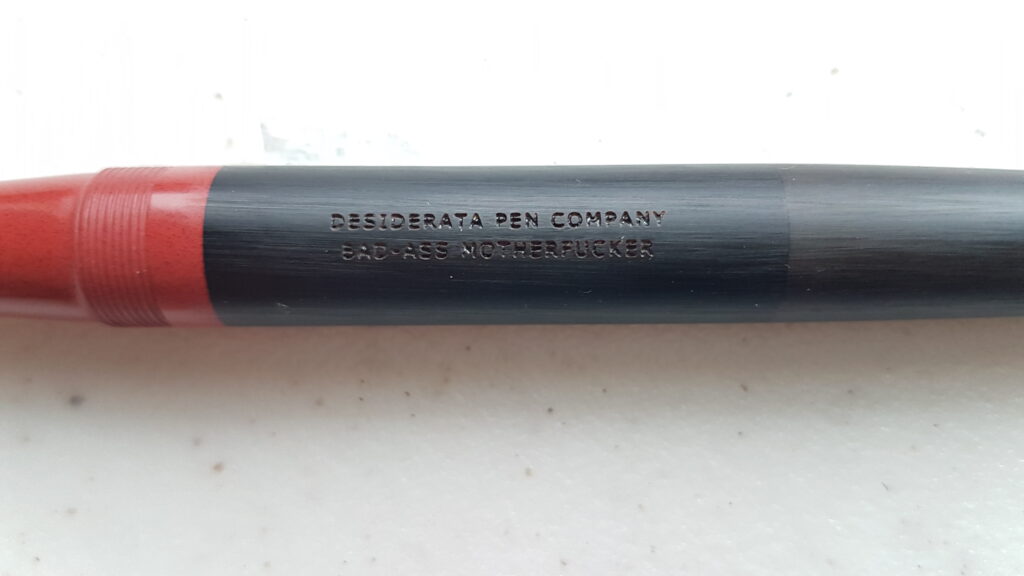 DESIDERATA PEN COMPANY
BAD-ASS MOTHERFUCKER